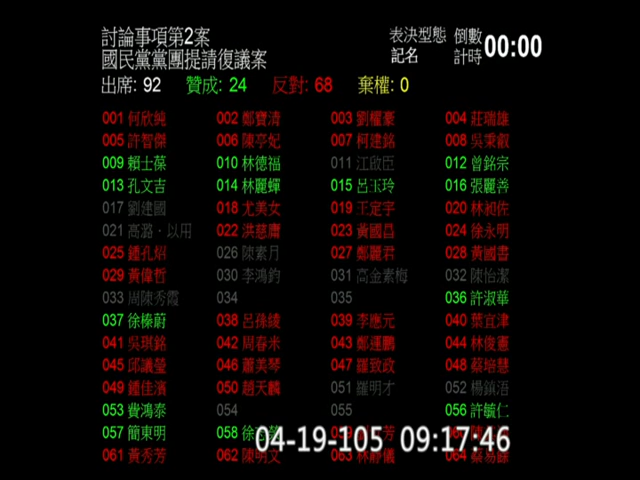 討論事項第2案 表決型態 倒數 00:00
國民黨黨團提請復議案 記名 計時
出席: 92 贊成: 24 反對: 68 棄權: 0
001 何欣純 002 鄭寶清 003 劉櫂豪 004 莊瑞雄
005 許智傑 006 陳亭妃 007 柯建銘 008 吳秉叡
009 賴士葆 010 林德福 011 江啟臣 012 曾銘宗
013 孔文吉 014 林麗蟬 015 呂玉玲 016 張麗善
017 劉建國 018 尤美女 019 王定宇 020 林昶佐
021 高潞．以用 022 洪慈庸 023 黃國昌 024 徐永明
025 鍾孔炤 026 陳素月 027 鄭麗君 028 黃國書
029 黃偉哲 030 李鴻鈞 031 高金素梅 032 陳怡潔
033 周陳秀霞 034 035 036 許淑華
037 徐榛蔚 038 呂孫綾 039 李應元 040 葉宜津
041 吳琪銘 042 周春米 043 鄭運鵬 044 林俊憲
045 邱議瑩 046 蕭美琴 047 羅致政 048 蔡培慧
049 鍾佳濱 050 趙天麟 051 羅明才 052 楊鎮浯
053 費鴻泰 054 055 056 許毓仁
057 簡東明 058 徐志榮
04-19-105 09:17:46
061 黃秀芳 062 陳明文 063 林靜儀 064 蔡易餘